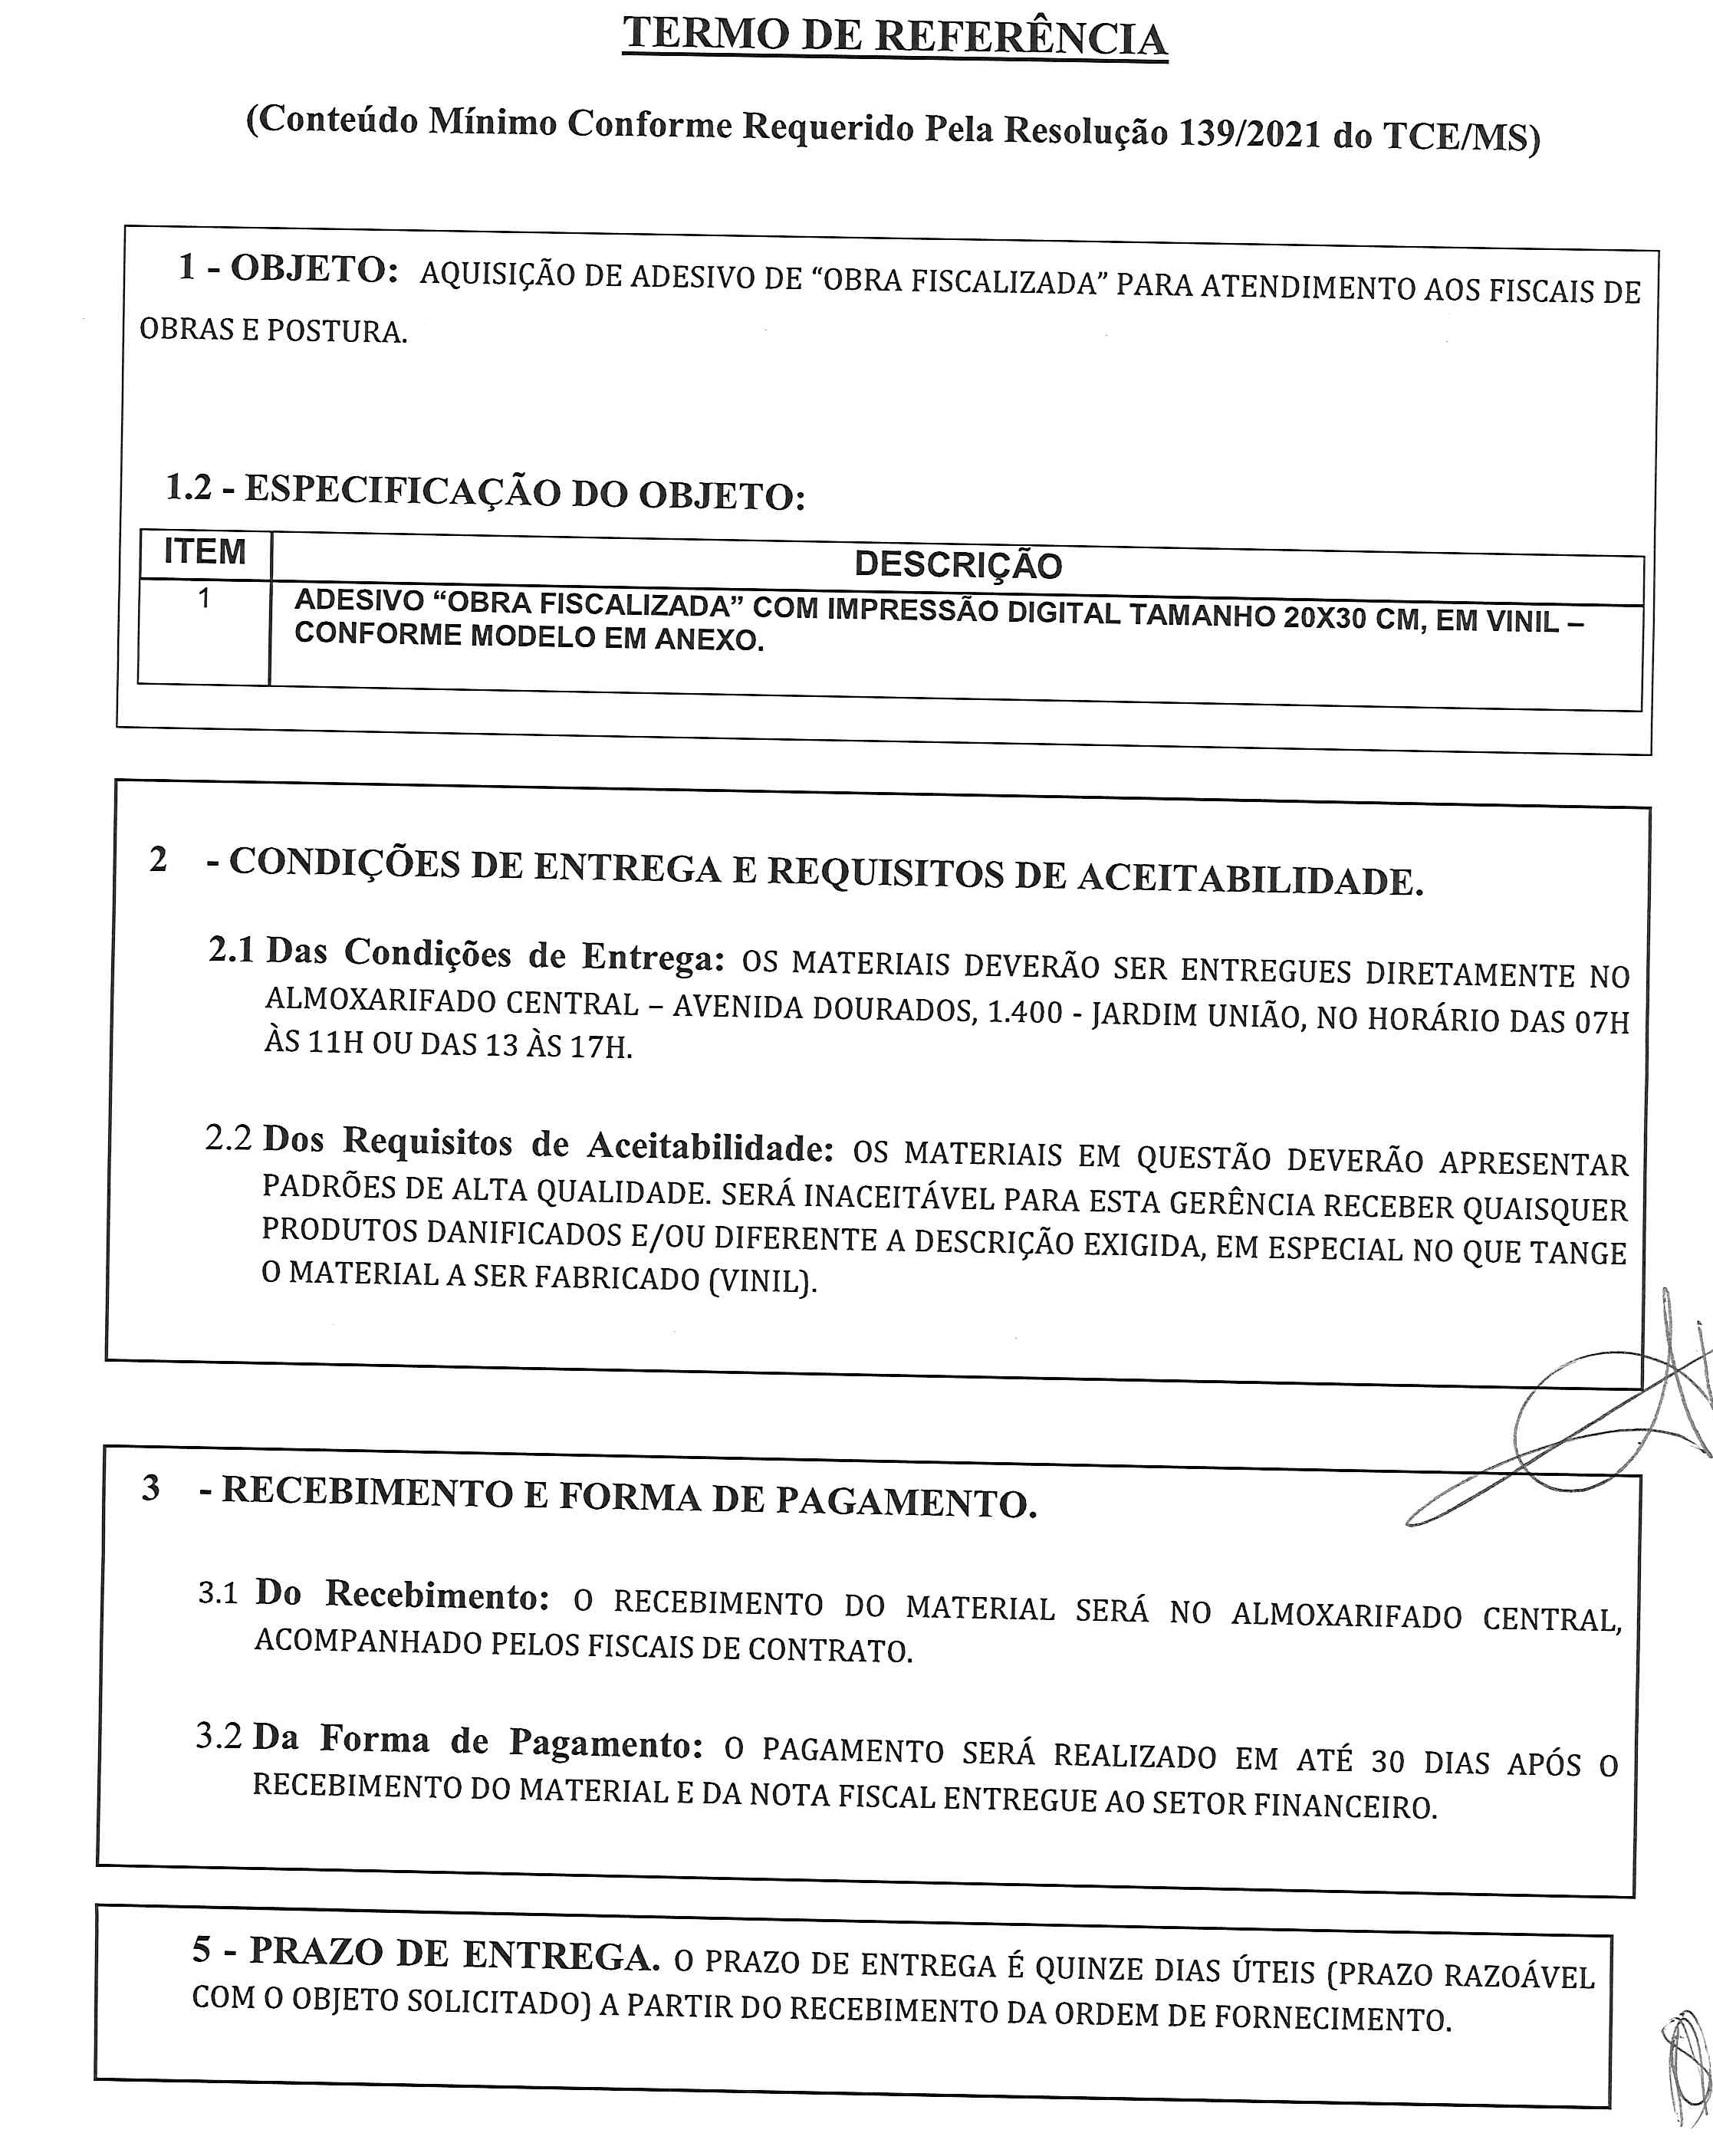 TERMO DE REFERÊNCIA
(Conteúdo Mínimo Conforme Requerido Pela Resolução 139/2021 do TCE/MS)
1 - OBJETO: AQUISIÇÃO DE ADESIVO DE “OBRA FISCALIZADA” PARA ATENDIMENTO AOS FISCAIS DE
OBRAS E POSTURA.
1.2 - ESPECIFICAÇÃO DO OBJETO:
ITEM DESCRIÇÃO
1 ADESIVO “OBRA FISCALIZADA” COM IMPRESSÃO DIGITAL TAMANHO 20X30 CM, EM VINIL –
CONFORME MODELO EM ANEXO.
2 - CONDIÇÕES DE ENTREGA E REQUISITOS DE ACEITABILIDADE.
2.1 Das Condições de Entrega: OS MATERIAIS DEVERÃO SER ENTREGUES DIRETAMENTE NO
ALMOXARIFADO CENTRAL – AVENIDA DOURADOS, 1.400 - JARDIM UNIÃO, NO HORÁRIO DAS 07H
ÀS 11H OU DAS 13 ÀS 17H.
2.2 Dos Requisitos de Aceitabilidade: OS MATERIAIS EM QUESTÃO DEVERÃO APRESENTAR
PADRÕES DE ALTA QUALIDADE. SERÁ INACEITÁVEL PARA ESTA GERÊNCIA RECEBER QUAISQUER
PRODUTOS DANIFICADOS E/OU DIFERENTE A DESCRIÇÃO EXIGIDA, EM ESPECIAL NO QUE TANGE
O MATERIAL A SER FABRICADO (VINIL).
3 - RECEBIMENTO E FORMA DE PAGAMENTO.
3.1 Do Recebimento: O RECEBIMENTO DO MATERIAL SERÁ NO ALMOXARIFADO CENTRAL,
ACOMPANHADO PELOS FISCAIS DE CONTRATO.
3.2 Da Forma de Pagamento: O PAGAMENTO SERÁ REALIZADO EM ATÉ 30 DIAS APÓS O
RECEBIMENTO DO MATERIAL E DA NOTA FISCAL ENTREGUE AO SETOR FINANCEIRO.
5 - PRAZO DE ENTREGA. O PRAZO DE ENTREGA É QUINZE DIAS ÚTEIS (PRAZO RAZOÁVEL
COM O OBJETO SOLICITADO) A PARTIR DO RECEBIMENTO DA ORDEM DE FORNECIMENTO.